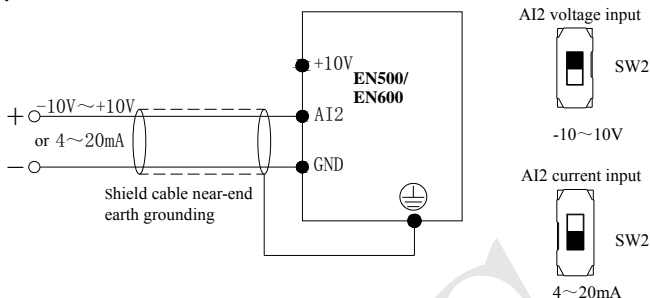 AI2 voltage input
+10V
EN500/
EN600
SW2
-10V～+10V
+
AI2
or 4～20mA
-10～10V
−
GND
Shield cable near-end
earth grounding
AI2 current input
SW2
4～20mA